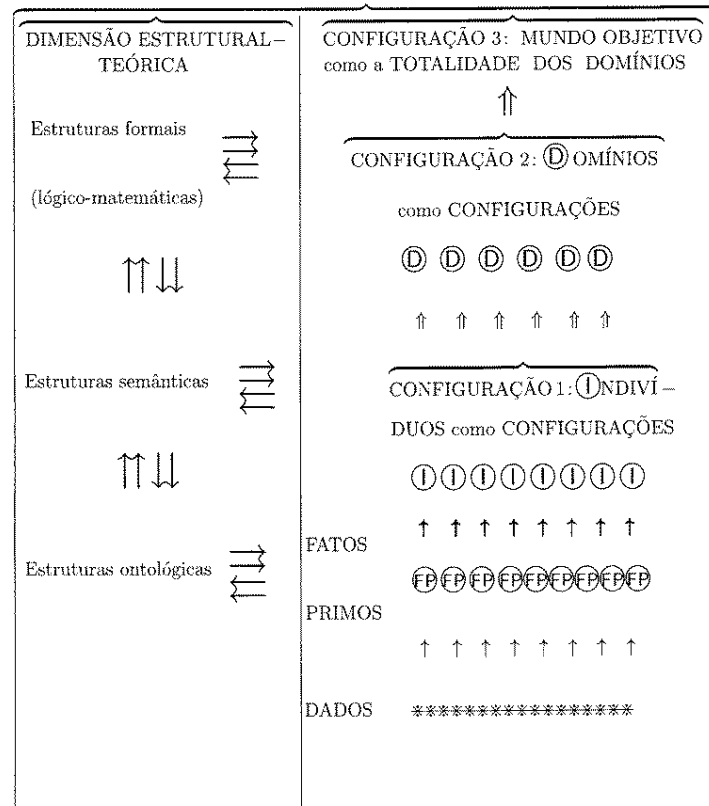 DIMENSÃO ESTRUTURAL–
TEÓRICA
Estruturas formais
(lógico-matemáticas)
Estruturas semânticas
Estruturas ontológicas
CONFIGURAÇÃO 3: MUNDO OBJETIVO
como a TOTALIDADE DOS DOMÍNIOS
CONFIGURAÇÃO 2: DOMÍNIOS
como CONFIGURAÇÕES
D D D D D D
CONFIGURAÇÃO 1: INDIVÍ–
DUOS como CONFIGURAÇÕES
I I I I I I I I
FATOS
FP FP FP FP FP FP FP FP FP
PRIMOS
DADOS *****************